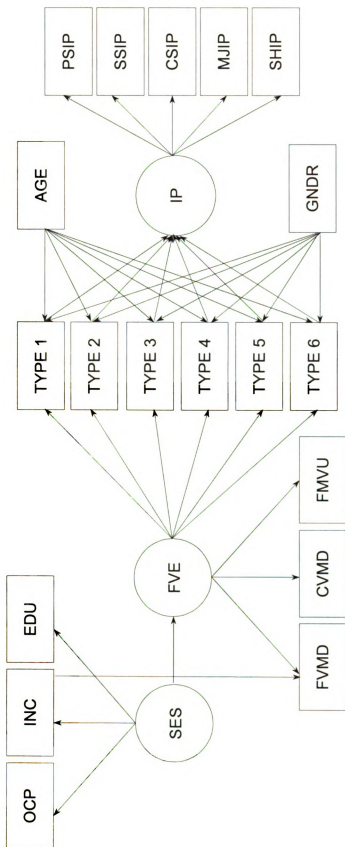 OCP
INC
EDU
SES
FVE
FVMD
CVMD
FMVU
TYPE 1
TYPE 2
TYPE 3
TYPE 4
TYPE 5
TYPE 6
AGE
IP
GNDR
PSIP
SSIP
CSIP
MJIP
SHIP